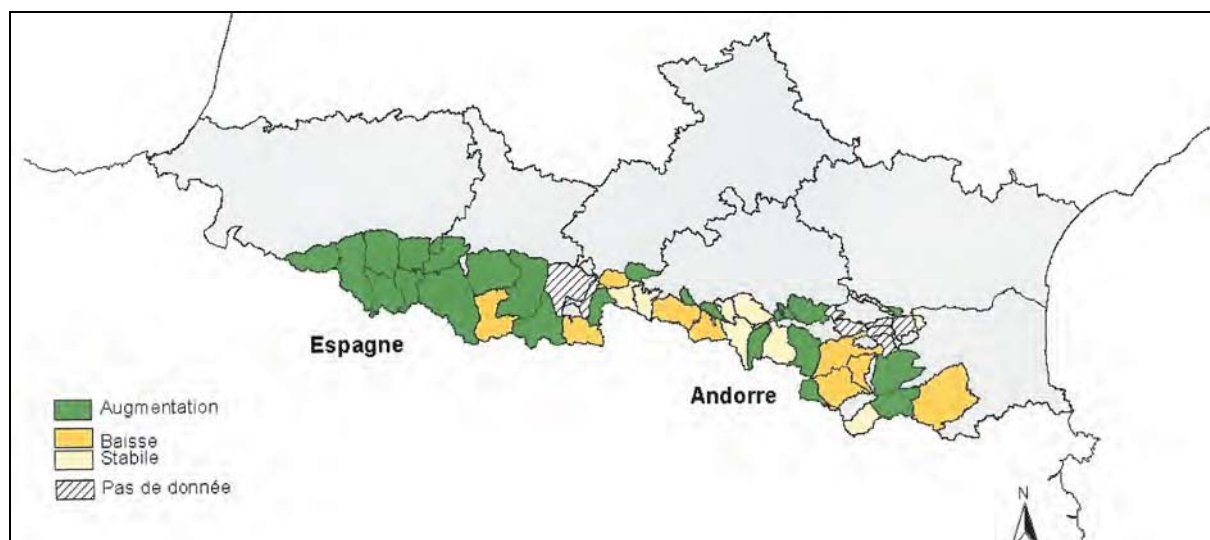 Espagne
Andorre
Augmentation
Baisse
Stabile
Pas de donnée
N